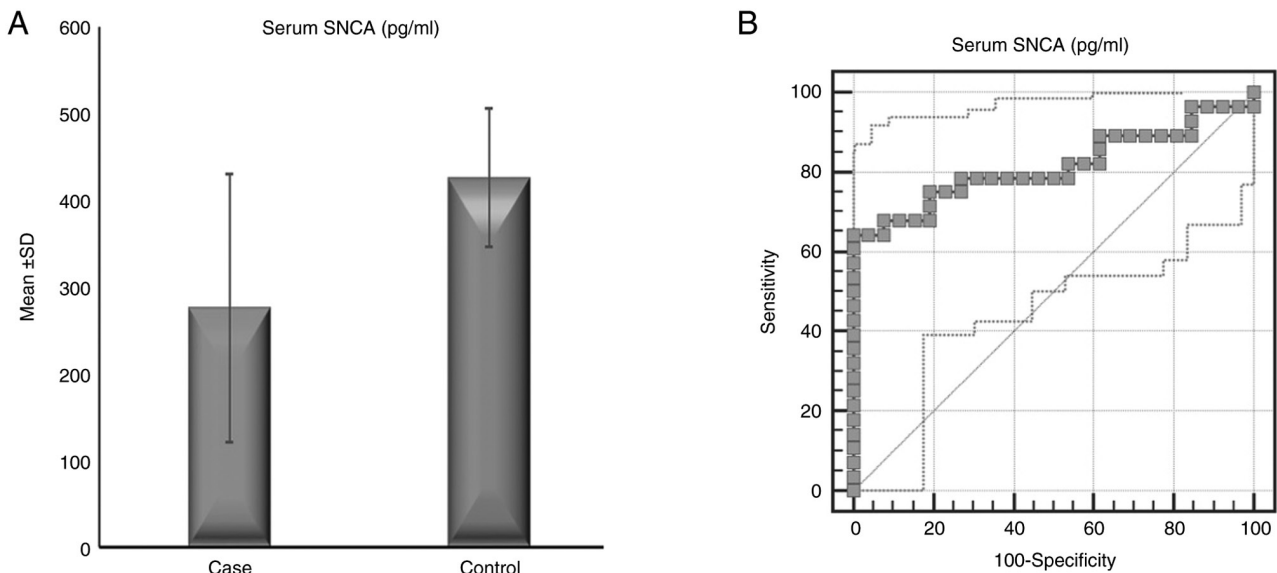 A
Serum SNCA (pg/ml)
600
500
400
300
200
100
0
Mean ±SD
Case
Control
B
Serum SNCA (pg/ml)
100
80
60
40
20
0
Sensitivity
0 20 40 60 80 100
100-Specificity